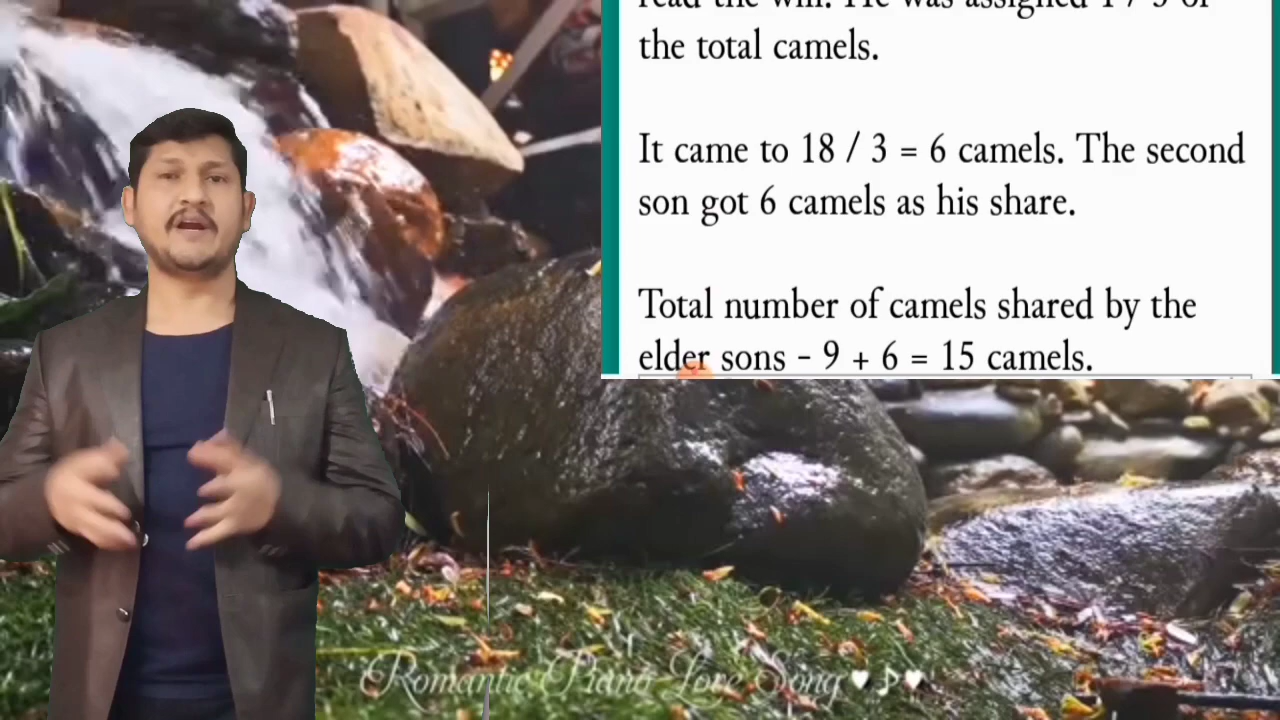 the total camels.
It came to 18 / 3 = 6 camels. The second
son got 6 camels as his share.
Total number of camels shared by the
elder sons - 9 + 6 = 15 camels.
Romantic Piano Love Song ♥♪♥